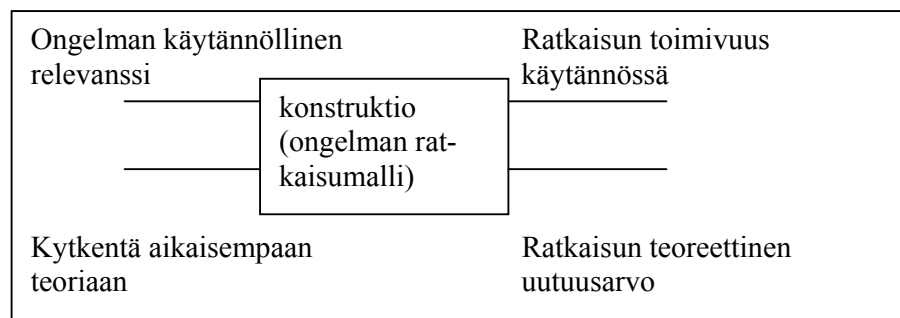 Ongelman käytännöllinen
relevanssi
Ratkaisun toimivuus
käytännössä
konstruktio
(ongelman rat-
kaisumalli)
Kytkentä aikaisempaan
teoriaan
Ratkaisun teoreettinen
uutuusarvo